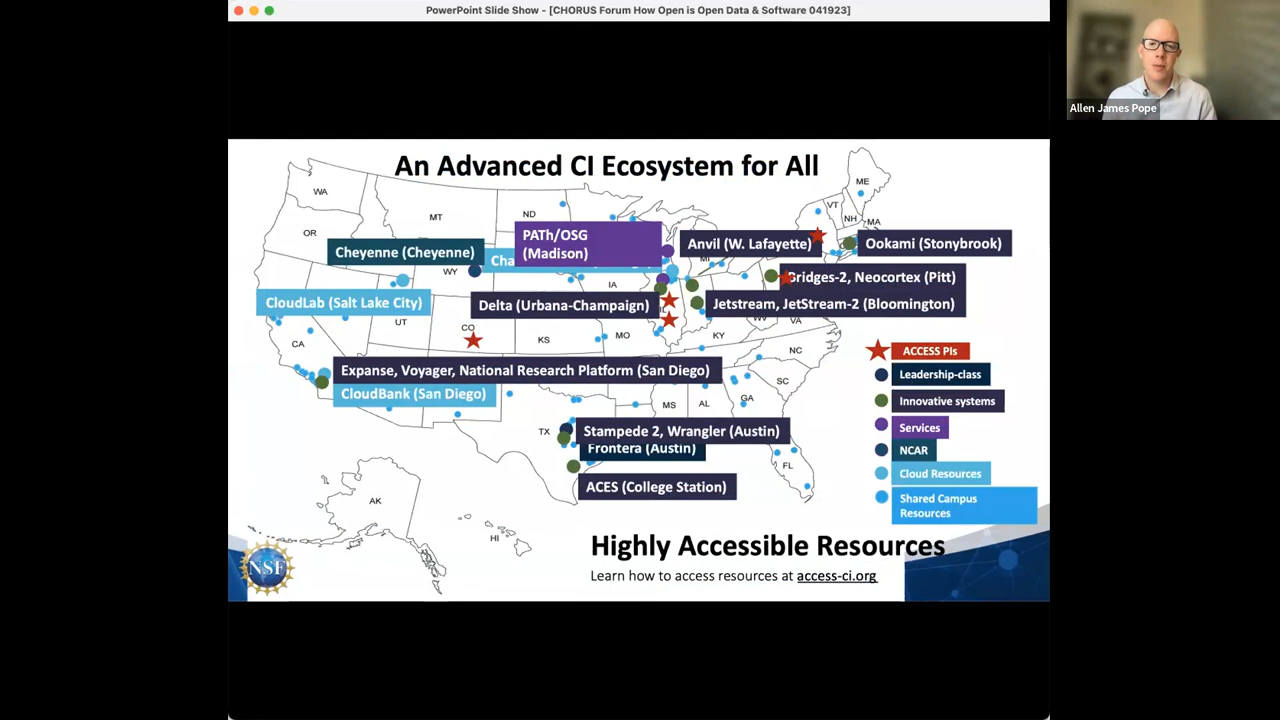 PowerPoint Slide Show - [CHORUS Forum How Open is Open Data & Software 041923]
Allen James Pope
An Advanced CI Ecosystem for All
WA
MT
ND
OR
ME
VT
NH
MA
PATh/OSG
(Madison)
Cheyenne (Cheyenne)
Cha
WY
IA
MI
Anvil (W. Lafayette)
Ookami (Stonybrook)
Bridges-2, Neocortex (Pitt)
CloudLab (Salt Lake City)
Delta (Urbana-Champaign)
IL
Jetstream, JetStream-2 (Bloomington)
UT
CO
CA
KS
MO
KY
WV
VA
NC
Expanse, Voyager, National Research Platform (San Diego)
CloudBank (San Diego)
SC
MS
AL
GA
TX
Stampede 2, Wrangler (Austin)
Frontera (Austin)
FL
ACES (College Station)
AK
HI
ACCESS PIs
Leadership-class
Innovative systems
Services
NCAR
Cloud Resources
Shared Campus
Resources
Highly Accessible Resources
Learn how to access resources at access-ci.org
NSF